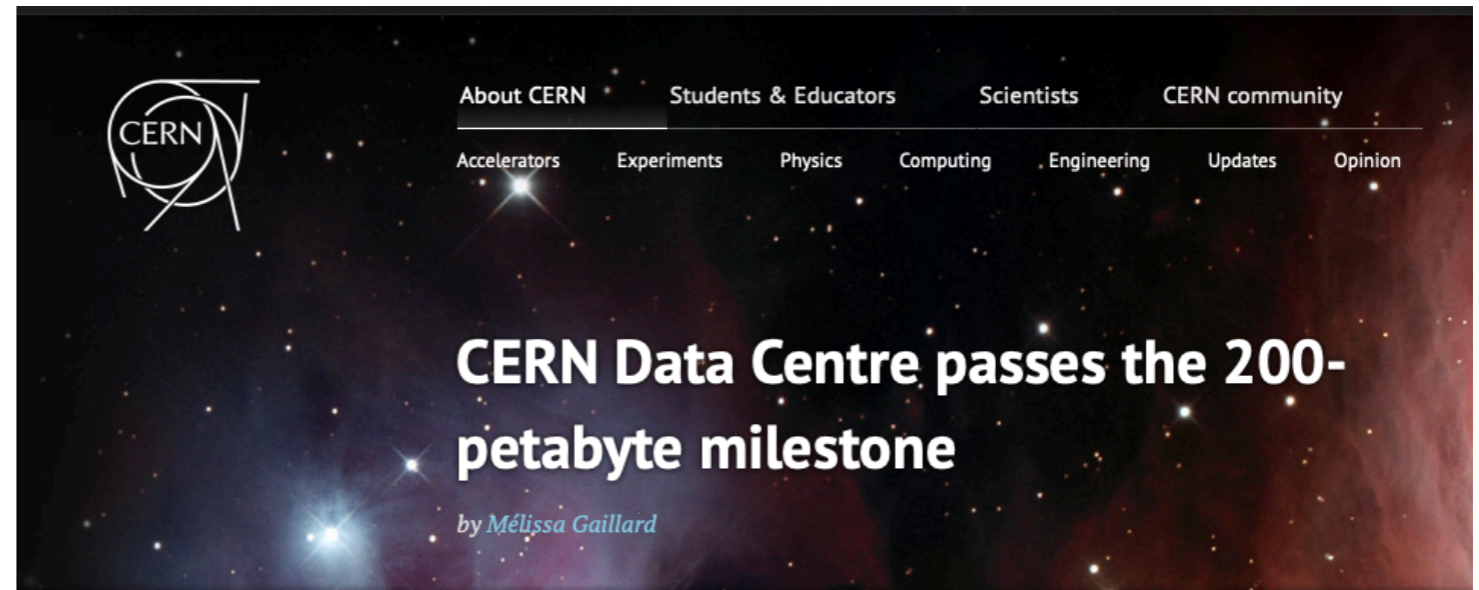 CERN
About CERN Students & Educators Scientists CERN community
Accelerators Experiments Physics Computing Engineering Updates Opinion
CERN Data Centre passes the 200-
petabyte milestone
by Mélissa Gaillard